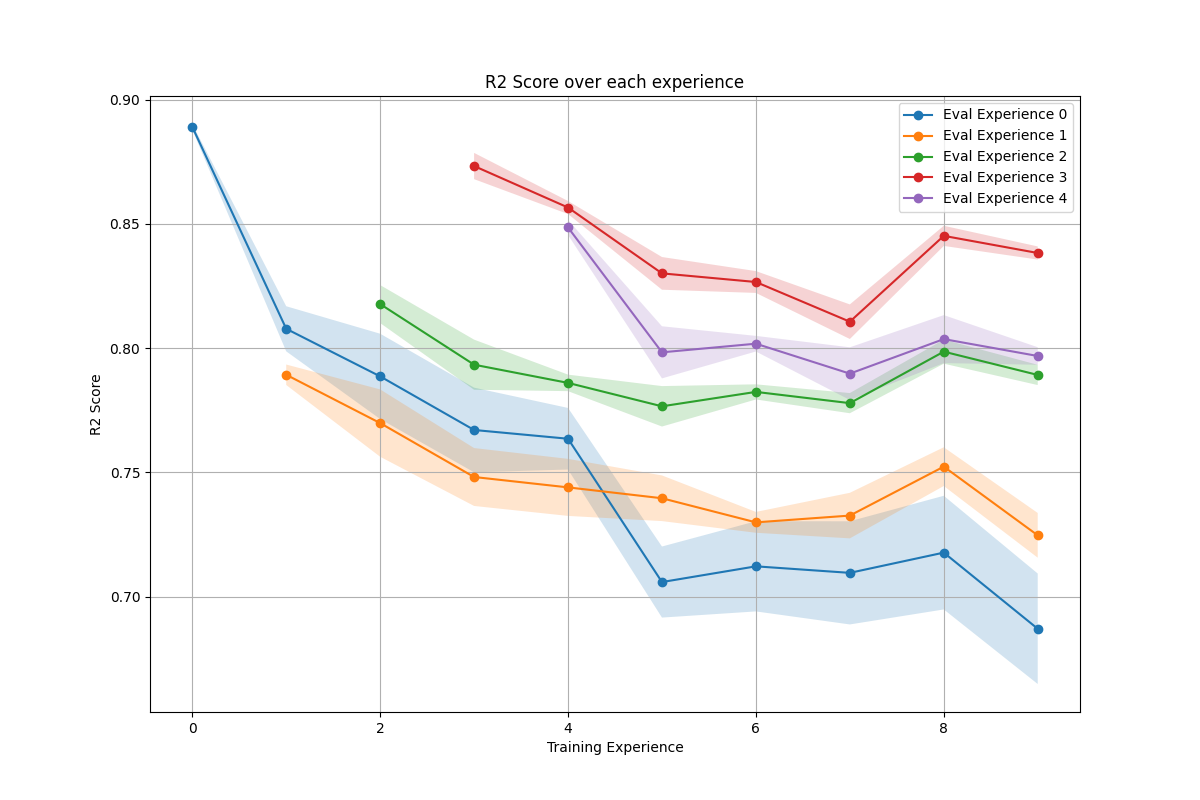 R2 Score over each experience
0.90
0.85
0.80
0.75
0.70
R2 Score
0
2
4
6
8
Training Experience
Eval Experience 0
Eval Experience 1
Eval Experience 2
Eval Experience 3
Eval Experience 4